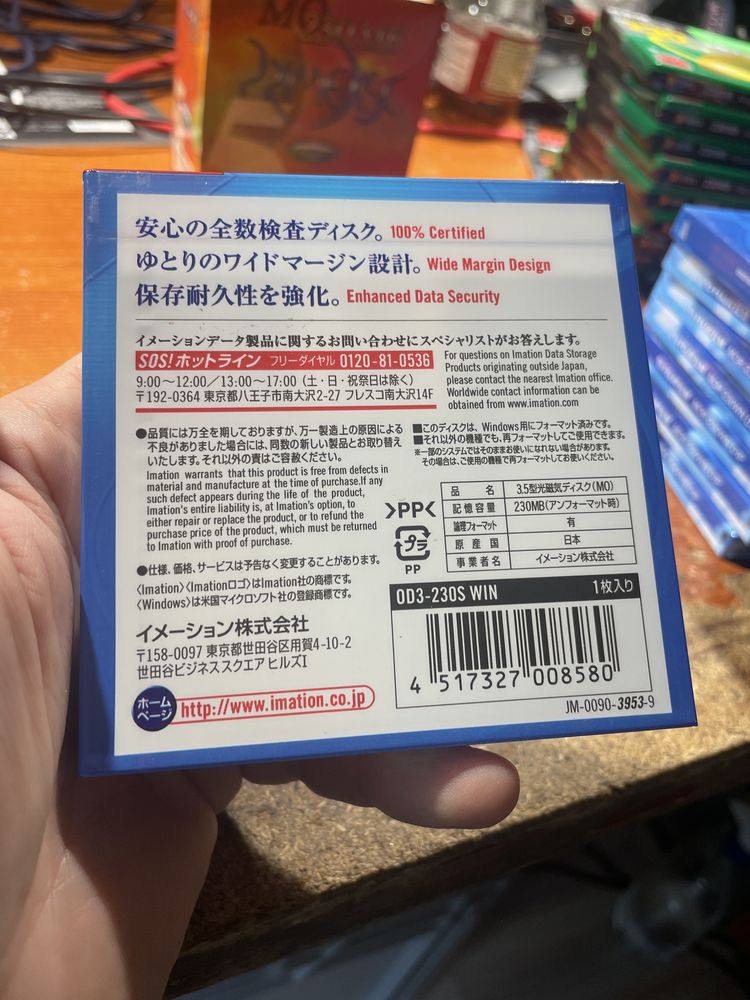 MO
安心の全数検査ディスク。100% Certified
ゆとりのワイドマージン設計。Wide Margin Design
保存耐久性を強化。Enhanced Data Security
イメーションデータ製品に関するお問い合わせにスペシャリストがお答えします。
SOS!ホットライン フリーダイヤル 0120-81-0536
9:00〜12:00/13:00〜17:00(土・日・祝祭日は除く)
〒192-0364 東京都八王子市南大沢2-27 フレスコ南大沢14F
For questions on Imation Data Storage
Products originating outside Japan,
please contact the nearest Imation office.
Worldwide contact information can be
obtained from www.imation.com
●品質には万全を期しておりますが、万一製造上の原因による
不良がありました場合には、同数の新しい製品とお取り替え
いたします。それ以外の責はご容赦ください。
Imation warrants that this product is free from defects in
material and manufacture at the time of purchase.If any
such defect appears during the life of the product,
Imation's entire liability is, at Imation's option, to
either repair or replace the product, or to refund the
purchase price of the product, which must be returned
to Imation with proof of purchase.
●仕様、価格、サービスは予告なく変更することがあります。
〈Imation〉〈Imationロゴ〉はImation社の商標です。
〈Windows〉は米国マイクロソフト社の登録商標です。
イメーション株式会社
〒158-0097 東京都世田谷区用賀4-10-2
世田谷ビジネススクエア ヒルズI
ホームページ http://www.imation.co.jp
■このディスクは、Windows用にフォーマット済みです。
■それ以外の機種でも、再フォーマットしてご使用できます。
※一部のシステムではそのままお使いになれない場合があります。
その場合は、ご使用の機種で再フォーマットしてお使いください。
>PP<
プラ
PP
品名 3.5型光磁気ディスク(MO)
記憶容量 230MB(アンフォーマット時)
論理フォーマット 有
原産国 日本
事業者名 イメーション株式会社
OD3-230S WIN 1枚入り
4 517327 008580
JM-0090-3953-9